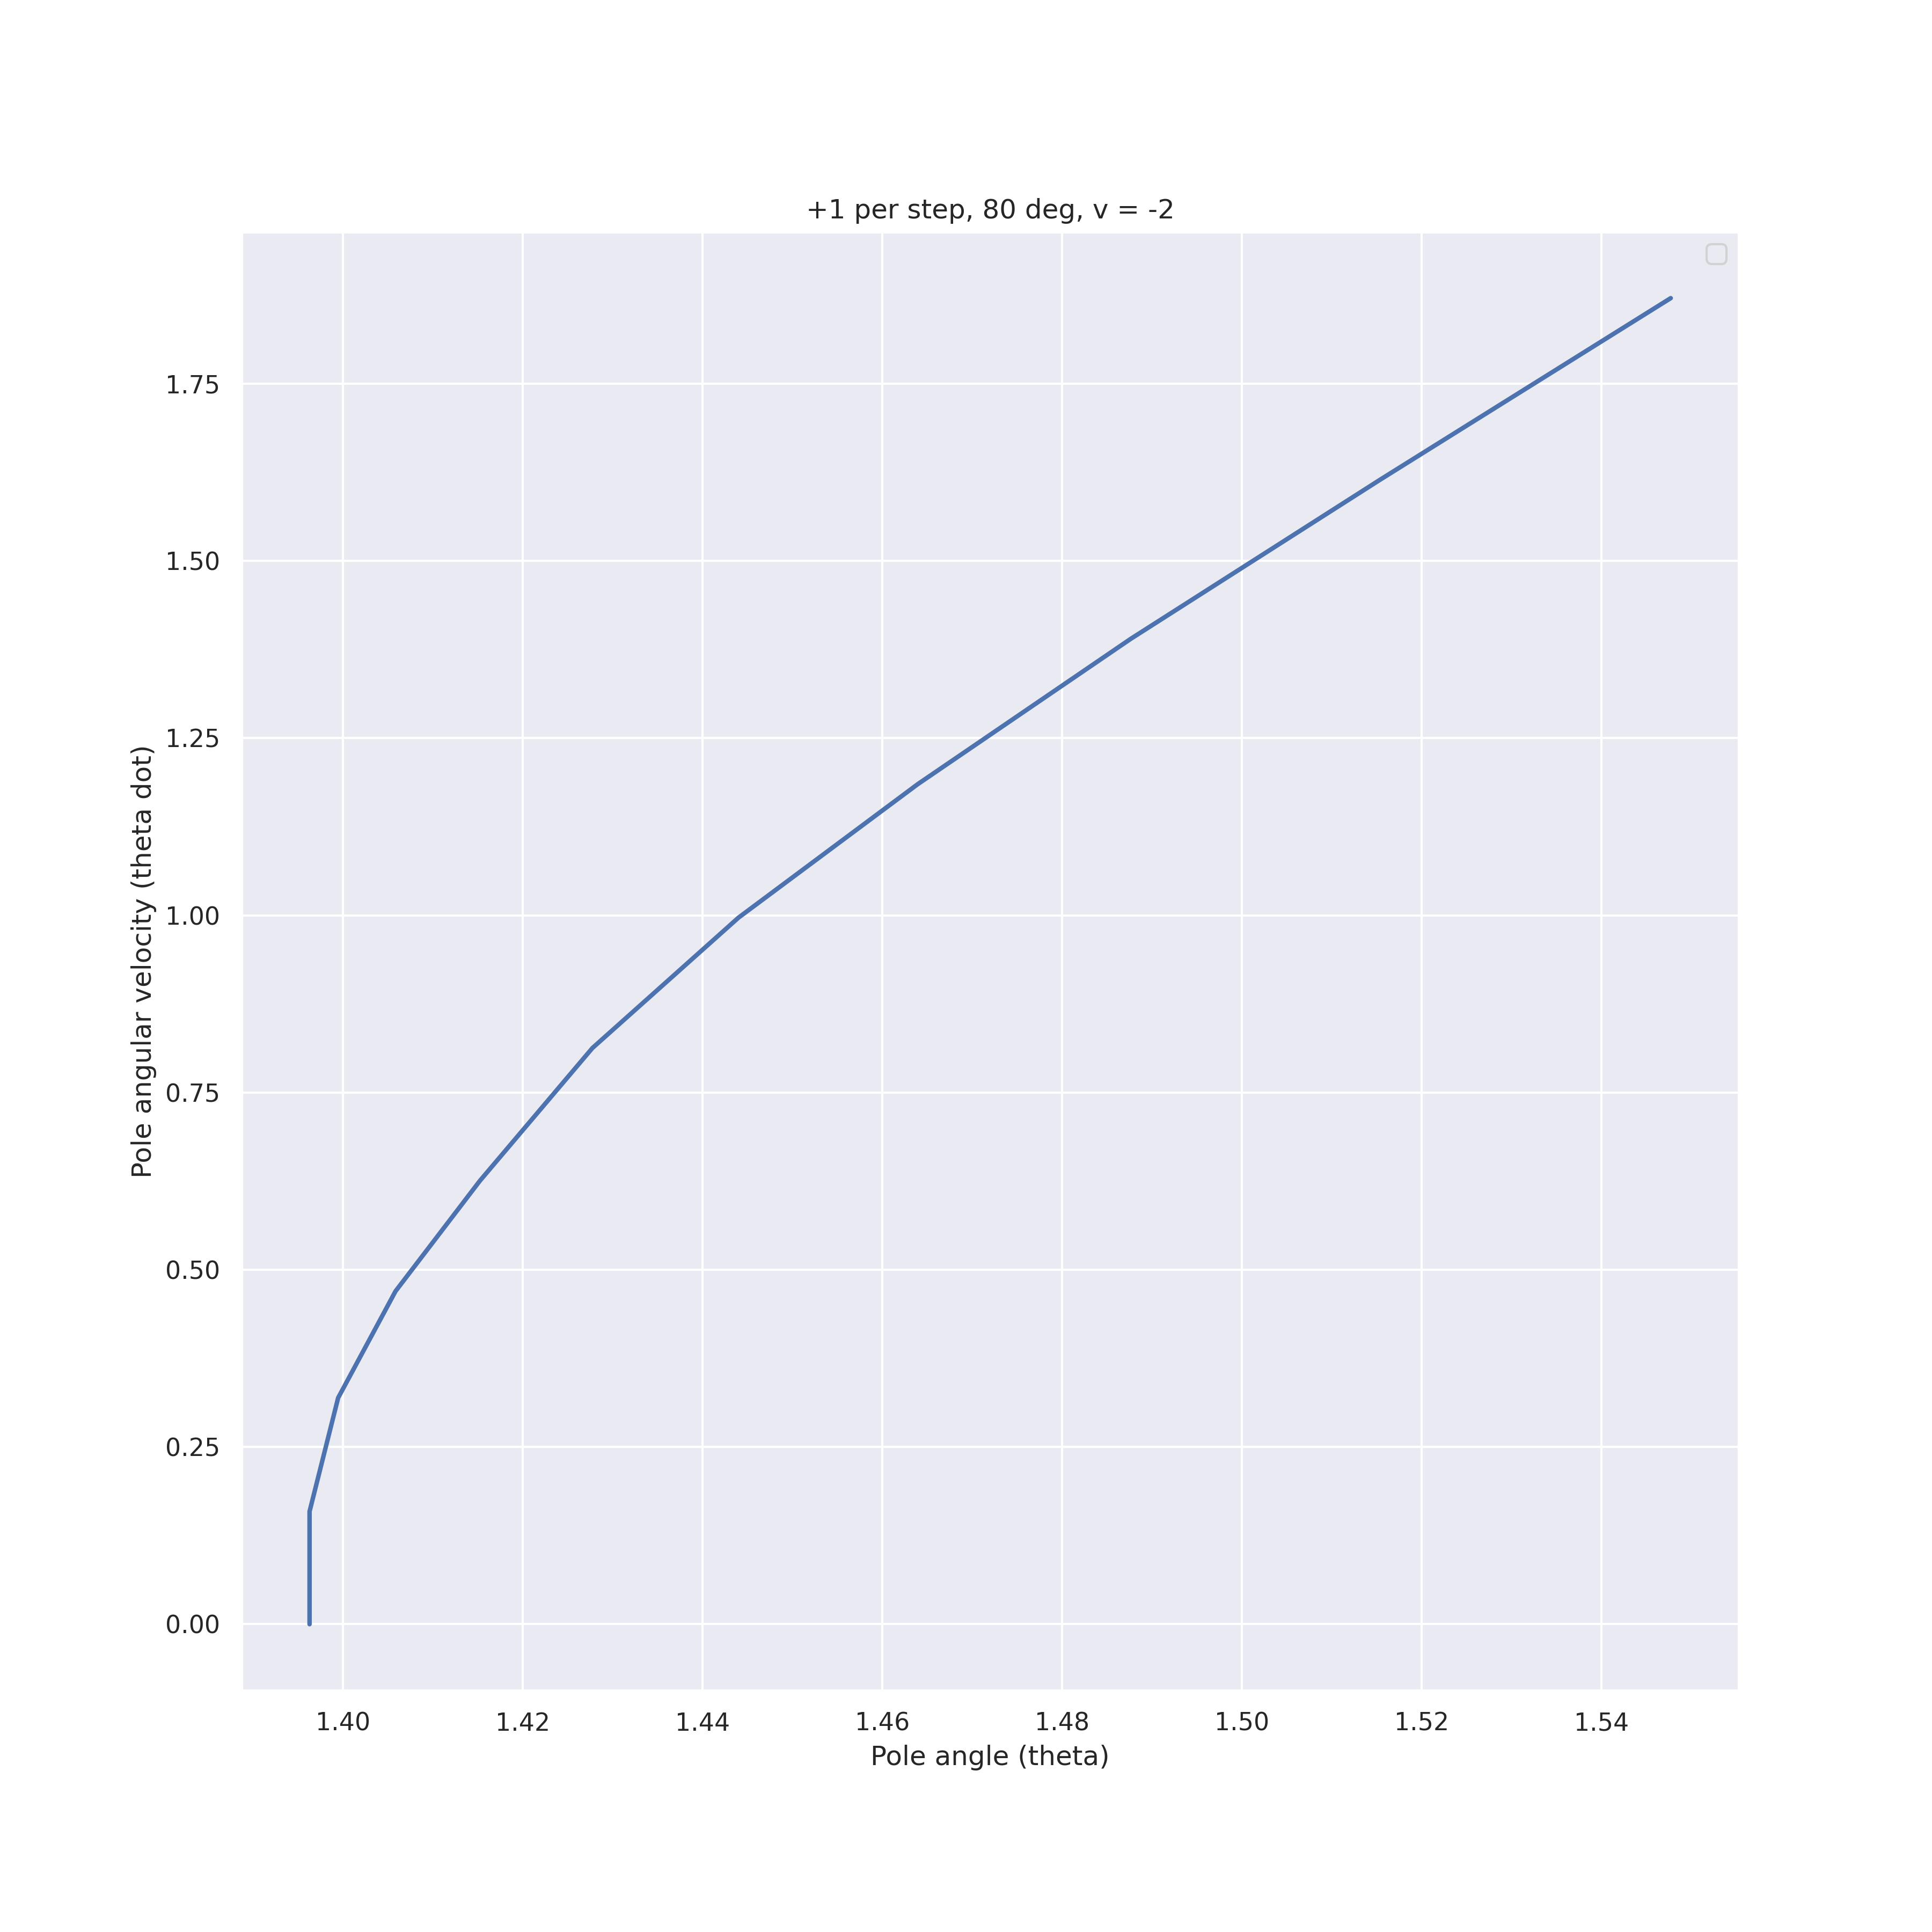 +1 per step, 80 deg, v = -2
1.75
1.50
1.25
1.00
0.75
0.50
0.25
0.00
Pole angular velocity (theta dot)
1.40 1.42 1.44 1.46 1.48 1.50 1.52 1.54
Pole angle (theta)